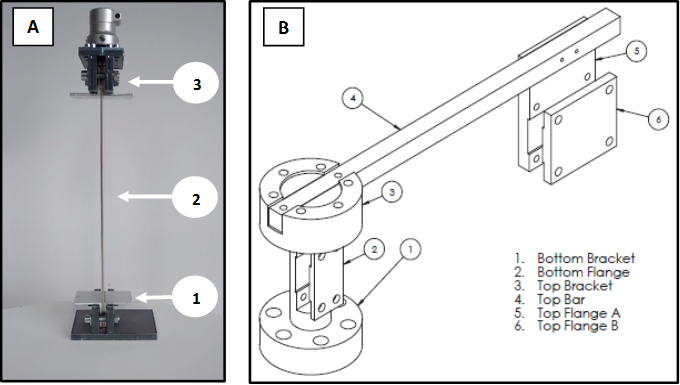 A
3
2
1
B
5
4
6
3
2
1
1. Bottom Bracket
2. Bottom Flange
3. Top Bracket
4. Top Bar
5. Top Flange A
6. Top Flange B